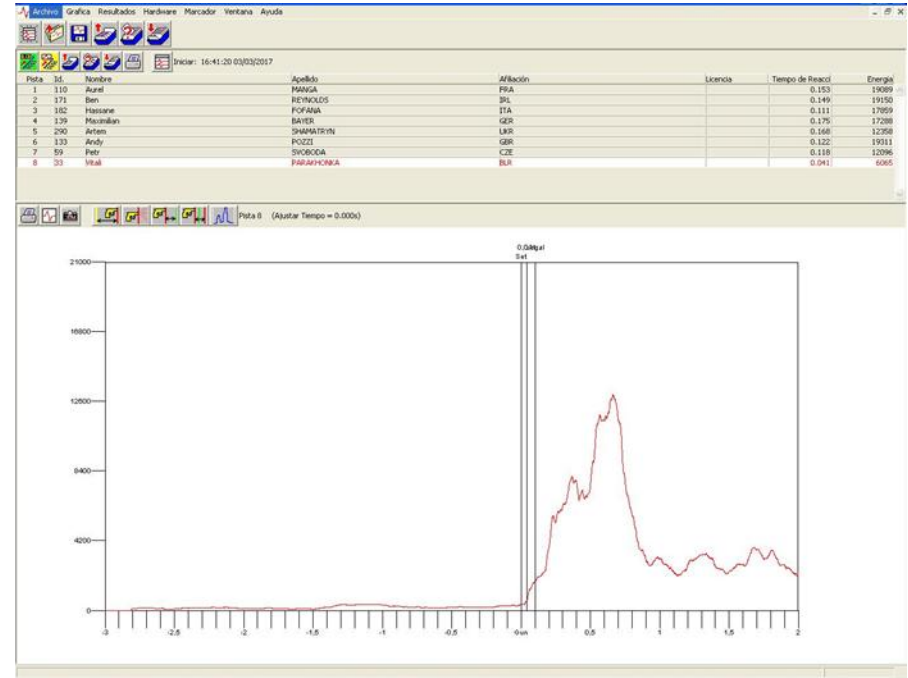 Archivo Grafica Resultados Hardware Marcador Ventana Ayuda
Iniciar: 16:41:20 03/03/2017
Pista Id. Nombre Apellido Afiliación Licencia Tiempo de Reacci Energia
1 110 Aurel MANGA FRA 0.153 19089
2 171 Ben REYNOLDS IRL 0.149 19150
3 182 Hassane FOFANA ITA 0.111 17859
4 139 Maximilian BAYER GER 0.175 17288
5 290 Artem SHAMATRYN UKR 0.168 12358
6 133 Andy POZZI GBR 0.122 19311
7 59 Petr SVOBODA CZE 0.118 12096
8 33 Vitali PARAKHONKA BLR 0.041 6065
Pista 8 (Ajustar Tiempo = 0.000s)
Set
21000
16800
12600
8400
4200
0
-3 -2,5 -2 -1,5 -1 -0,5 Gun 0,5 1 1,5 2